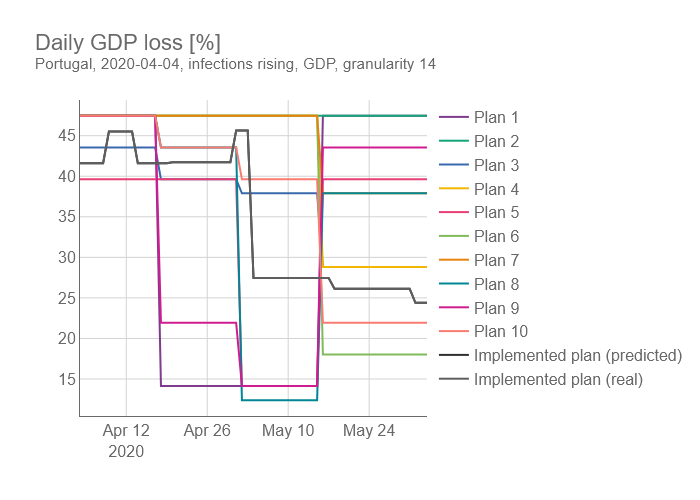 Daily GDP loss [%]
Portugal, 2020-04-04, infections rising, GDP, granularity 14
45
40
35
30
25
20
15
Apr 12
2020
Apr 26
May 10
May 24
Plan 1
Plan 2
Plan 3
Plan 4
Plan 5
Plan 6
Plan 7
Plan 8
Plan 9
Plan 10
Implemented plan (predicted)
Implemented plan (real)